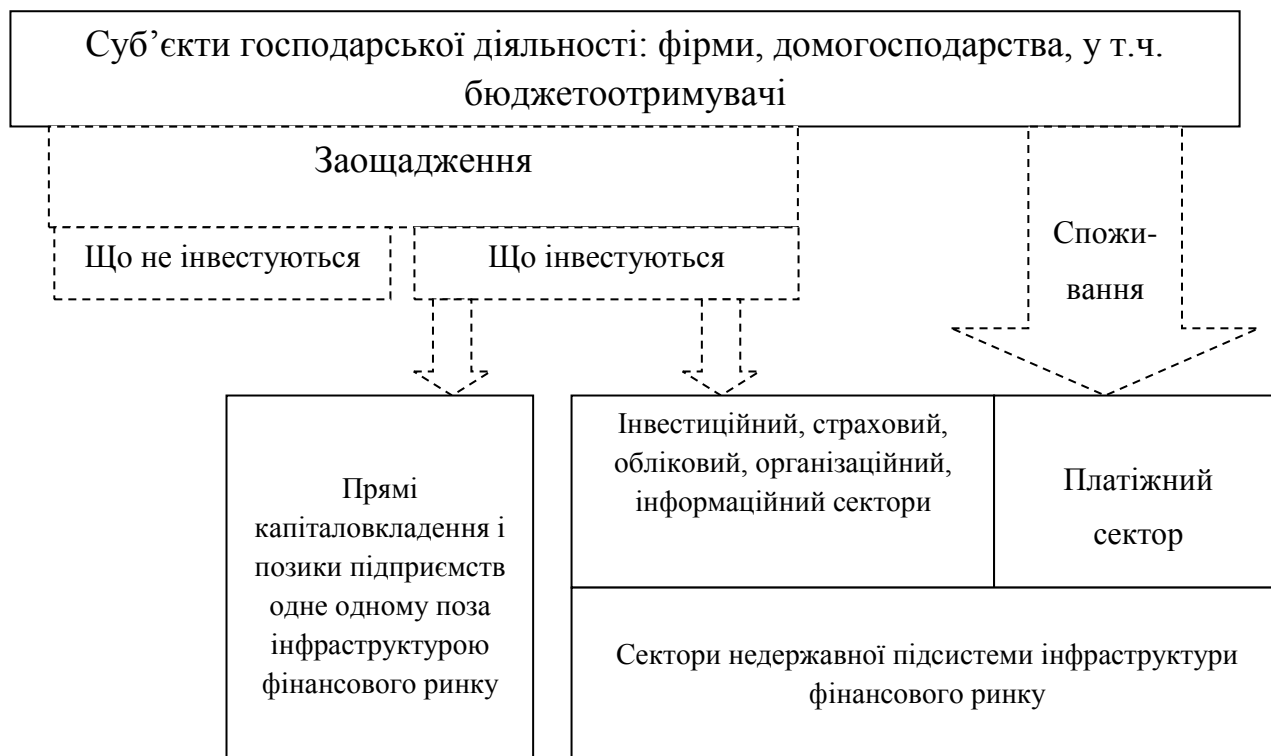 Суб’єкти господарської діяльності: фірми, домогосподарства, у т.ч.
бюджетоотримувачі
Заощадження
Що не інвестуються
Що інвестуються
Спожи-
вання
Прямі
капіталовкладення і
позики підприємств
одне одному поза
інфраструктурою
фінансового ринку
Інвестиційний, страховий,
обліковий, організаційний,
інформаційний сектори
Платіжний
сектор
Сектори недержавної підсистеми інфраструктури
фінансового ринку